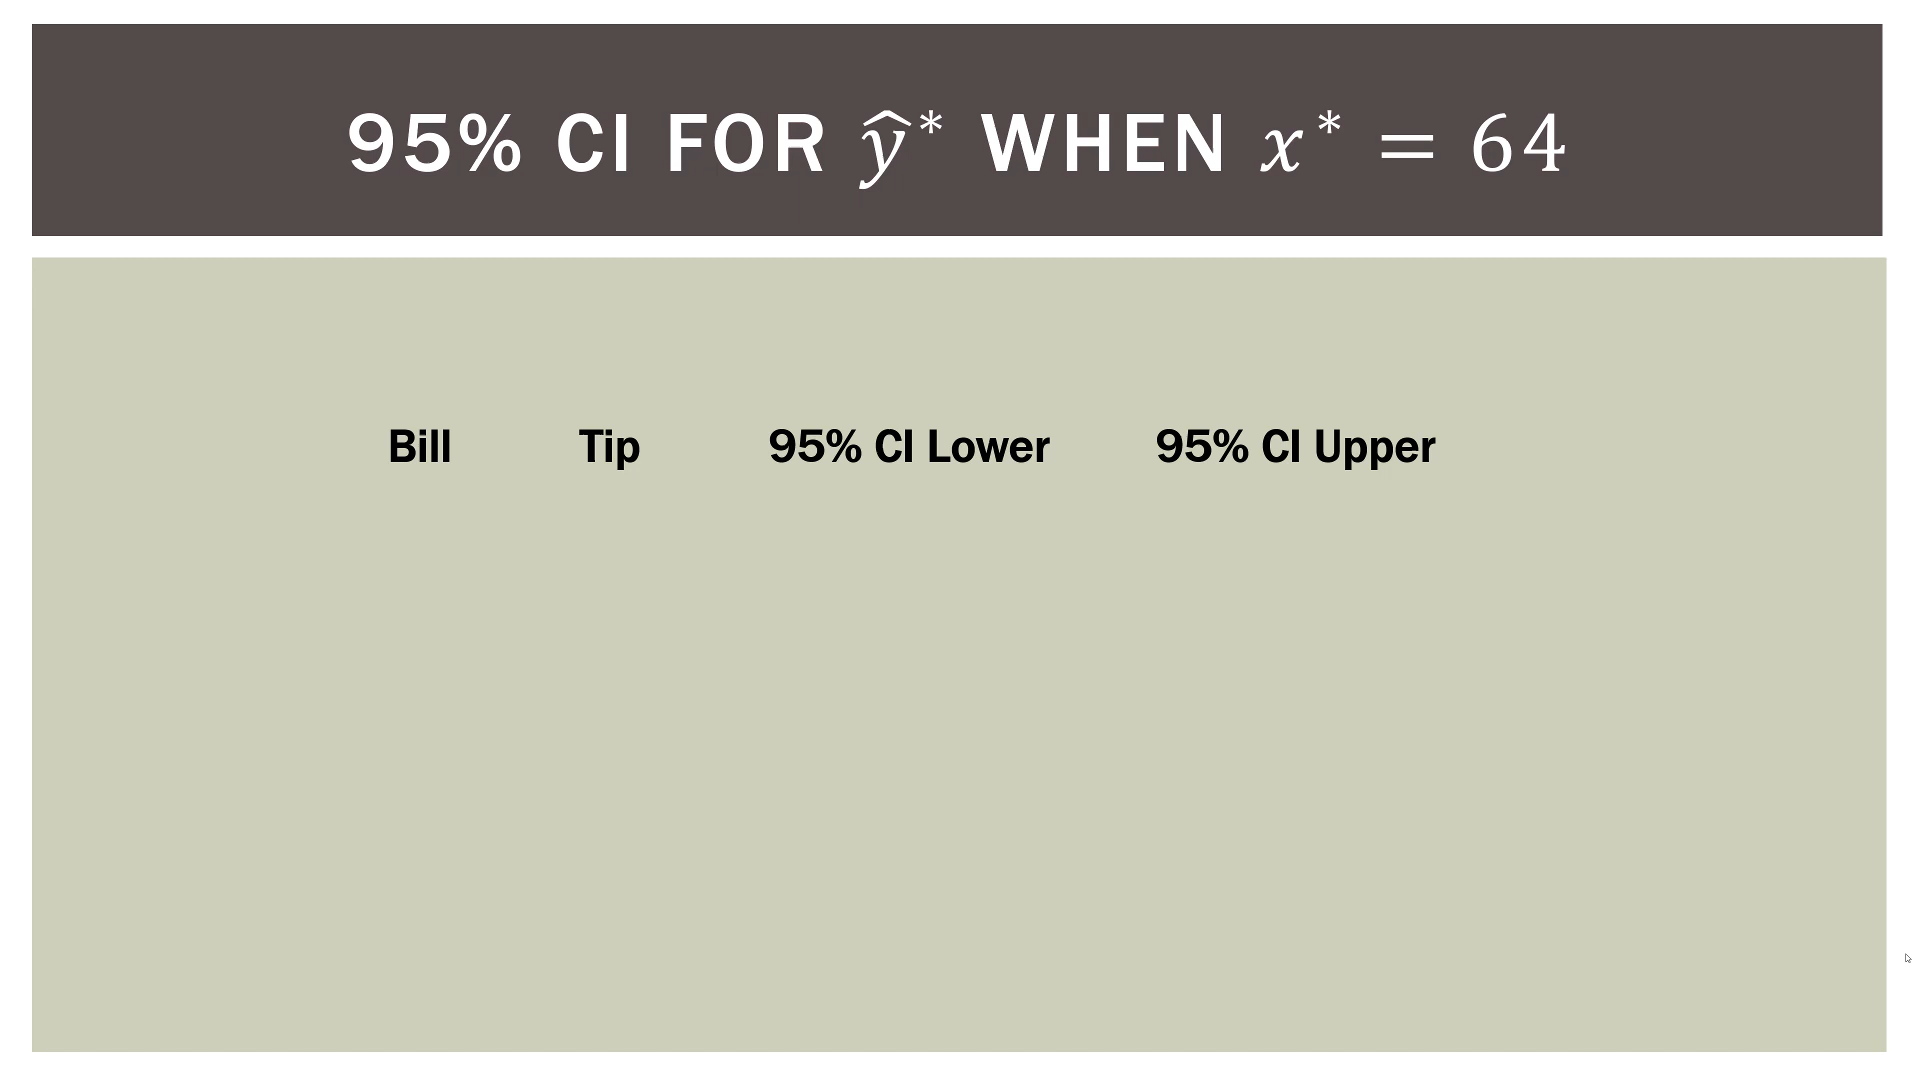 95% CI FOR ŷ* WHEN x* = 64
Bill Tip 95% CI Lower 95% CI Upper